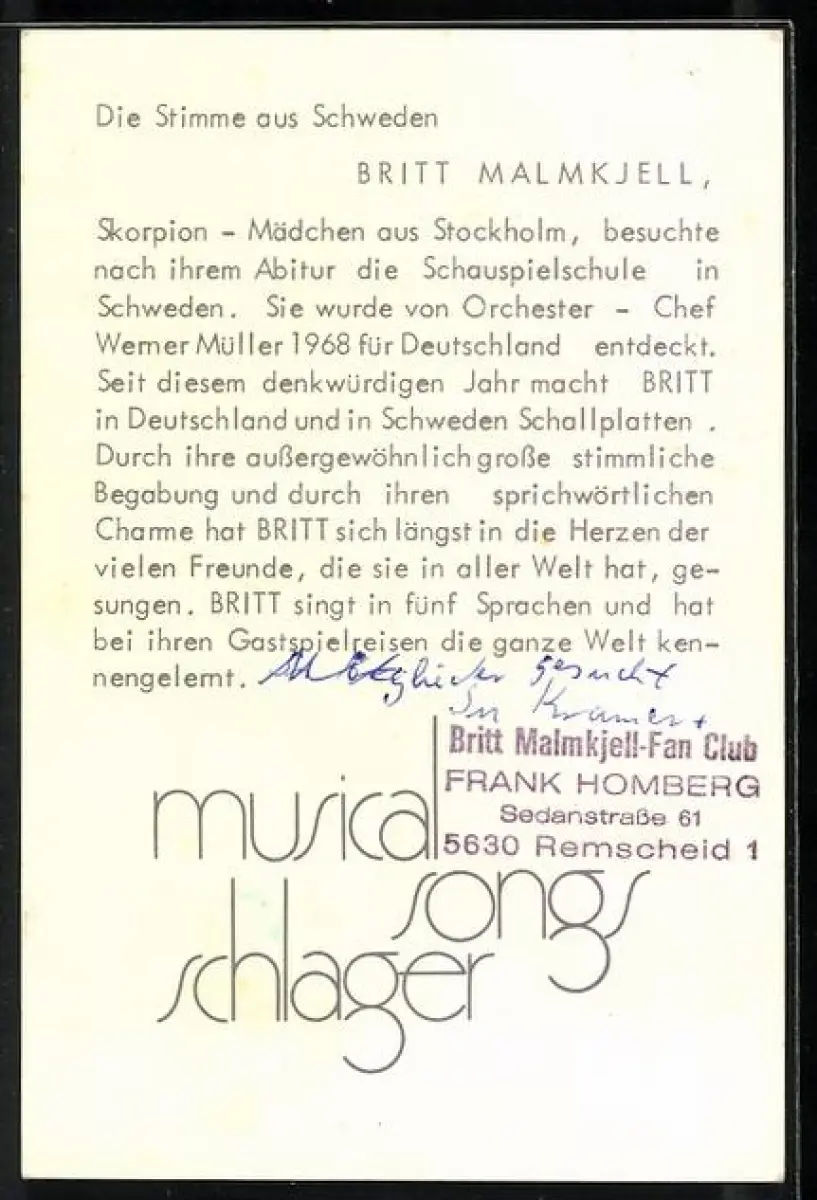 Die Stimme aus Schweden
BRITT MALMKJELL,
Skorpion – Mädchen aus Stockholm, besuchte
nach ihrem Abitur die Schauspielschule in
Schweden. Sie wurde von Orchester – Chef
Werner Müller 1968 für Deutschland entdeckt.
Seit diesem denkwürdigen Jahr macht BRITT
in Deutschland und in Schweden Schallplatten .
Durch ihre außergewöhnlich große stimmliche
Begabung und durch ihren sprichwörtlichen
Charme hat BRITT sich längst in die Herzen der
vielen Freunde, die sie in aller Welt hat, ge–
sungen. BRITT singt in fünf Sprachen und hat
bei ihren Gastspielreisen die ganze Welt ken–
nengelernt. Mitglieder gesucht
Britt Malmkjell-Fan Club
FRANK HOMBERG
Sedanstraße 61
5630 Remscheid 1
musical
songs
schlager